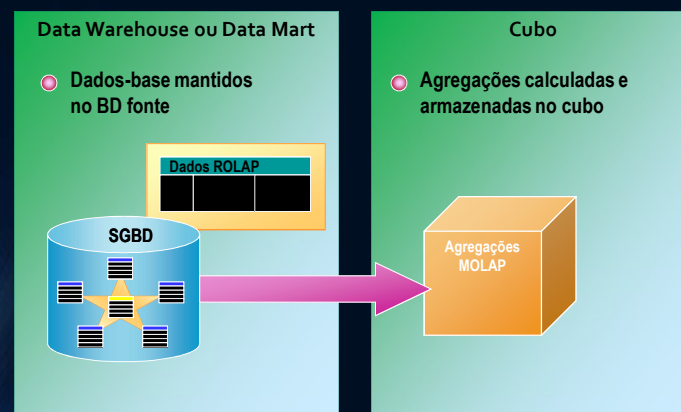 Data Warehouse ou Data Mart
Dados-base mantidos
no BD fonte
Dados ROLAP
SGBD
Cubo
Agregações calculadas e
armazenadas no cubo
Agregações
MOLAP